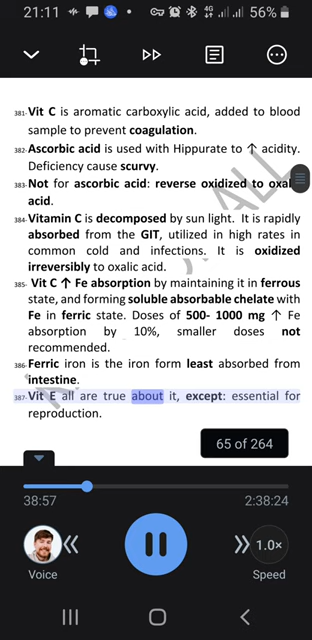 21:11 4G 56%
381- Vit C is aromatic carboxylic acid, added to blood
sample to prevent coagulation.
382- Ascorbic acid is used with Hippurate to ↑ acidity.
Deficiency cause scurvy.
383- Not for ascorbic acid: reverse oxidized to oxal
acid.
384- Vitamin C is decomposed by sun light. It is rapidly
absorbed from the GIT, utilized in high rates in
common cold and infections. It is oxidized
irreversibly to oxalic acid.
385- Vit C ↑ Fe absorption by maintaining it in ferrous
state, and forming soluble absorbable chelate with
Fe in ferric state. Doses of 500- 1000 mg ↑ Fe
absorption by 10%, smaller doses not
recommended.
386- Ferric iron is the iron form least absorbed from
intestine.
387- Vit E all are true about it, except: essential for
reproduction.
65 of 264
38:57 2:38:24
1.0×
Voice Speed